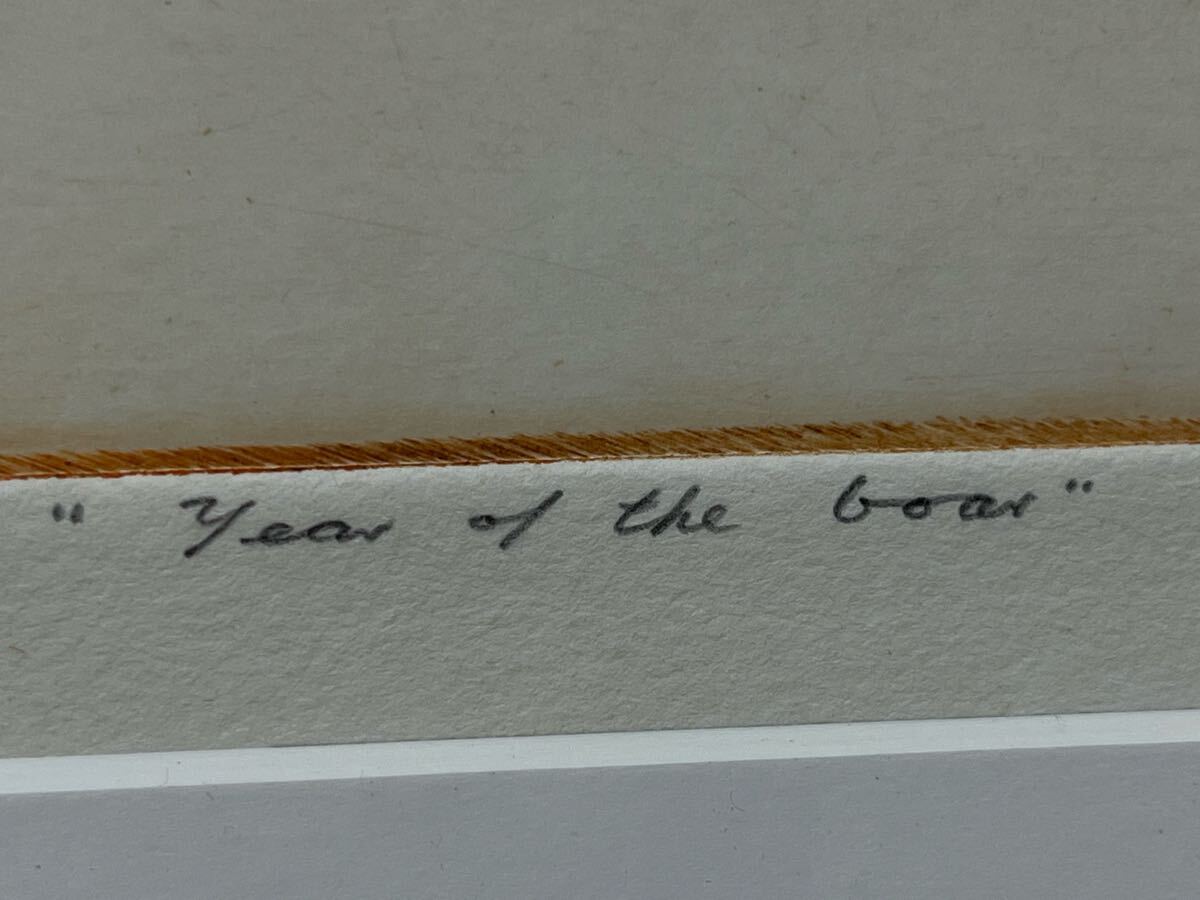 " Year of the boar"